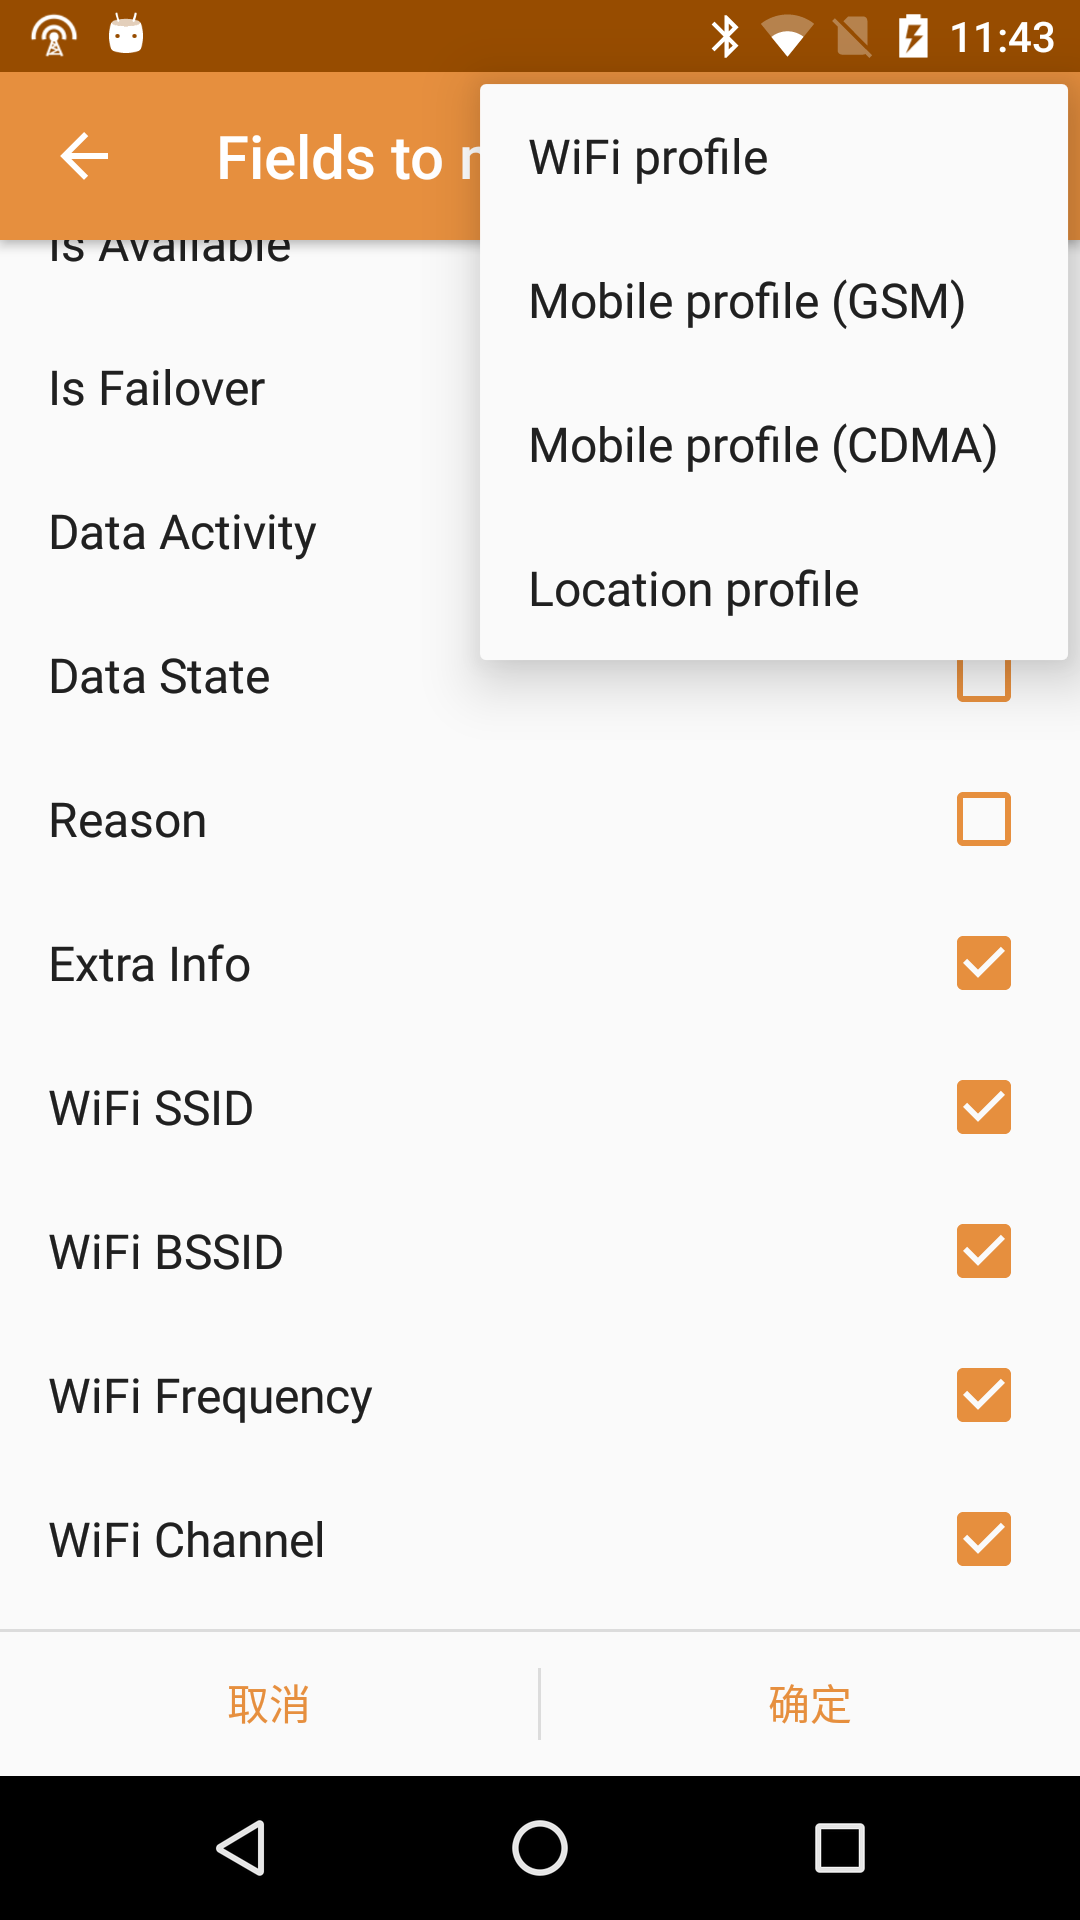 11:43
Fields to
WiFi profile
Is Available
Mobile profile (GSM)
Is Failover
Mobile profile (CDMA)
Data Activity
Location profile
Data State
Reason
Extra Info
WiFi SSID
WiFi BSSID
WiFi Frequency
WiFi Channel
取消
确定